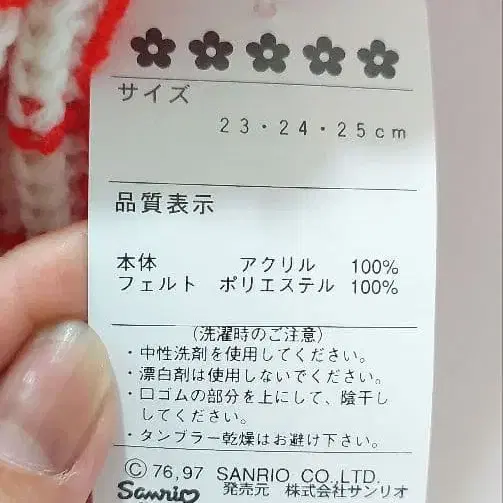 サイズ
23・24・25cm
品質表示
本体 アクリル 100%
フェルト ポリエステル 100%
(洗濯時のご注意)
・中性洗剤を使用してください。
・漂白剤は使用しないでください。
・口ゴムの部分を上にして、陰干し
してください。
・タンブラー乾燥はお避け下さい。
©76,97 SANRIO CO.,LTD.
Sanrio 発売元 株式会社サンリオ